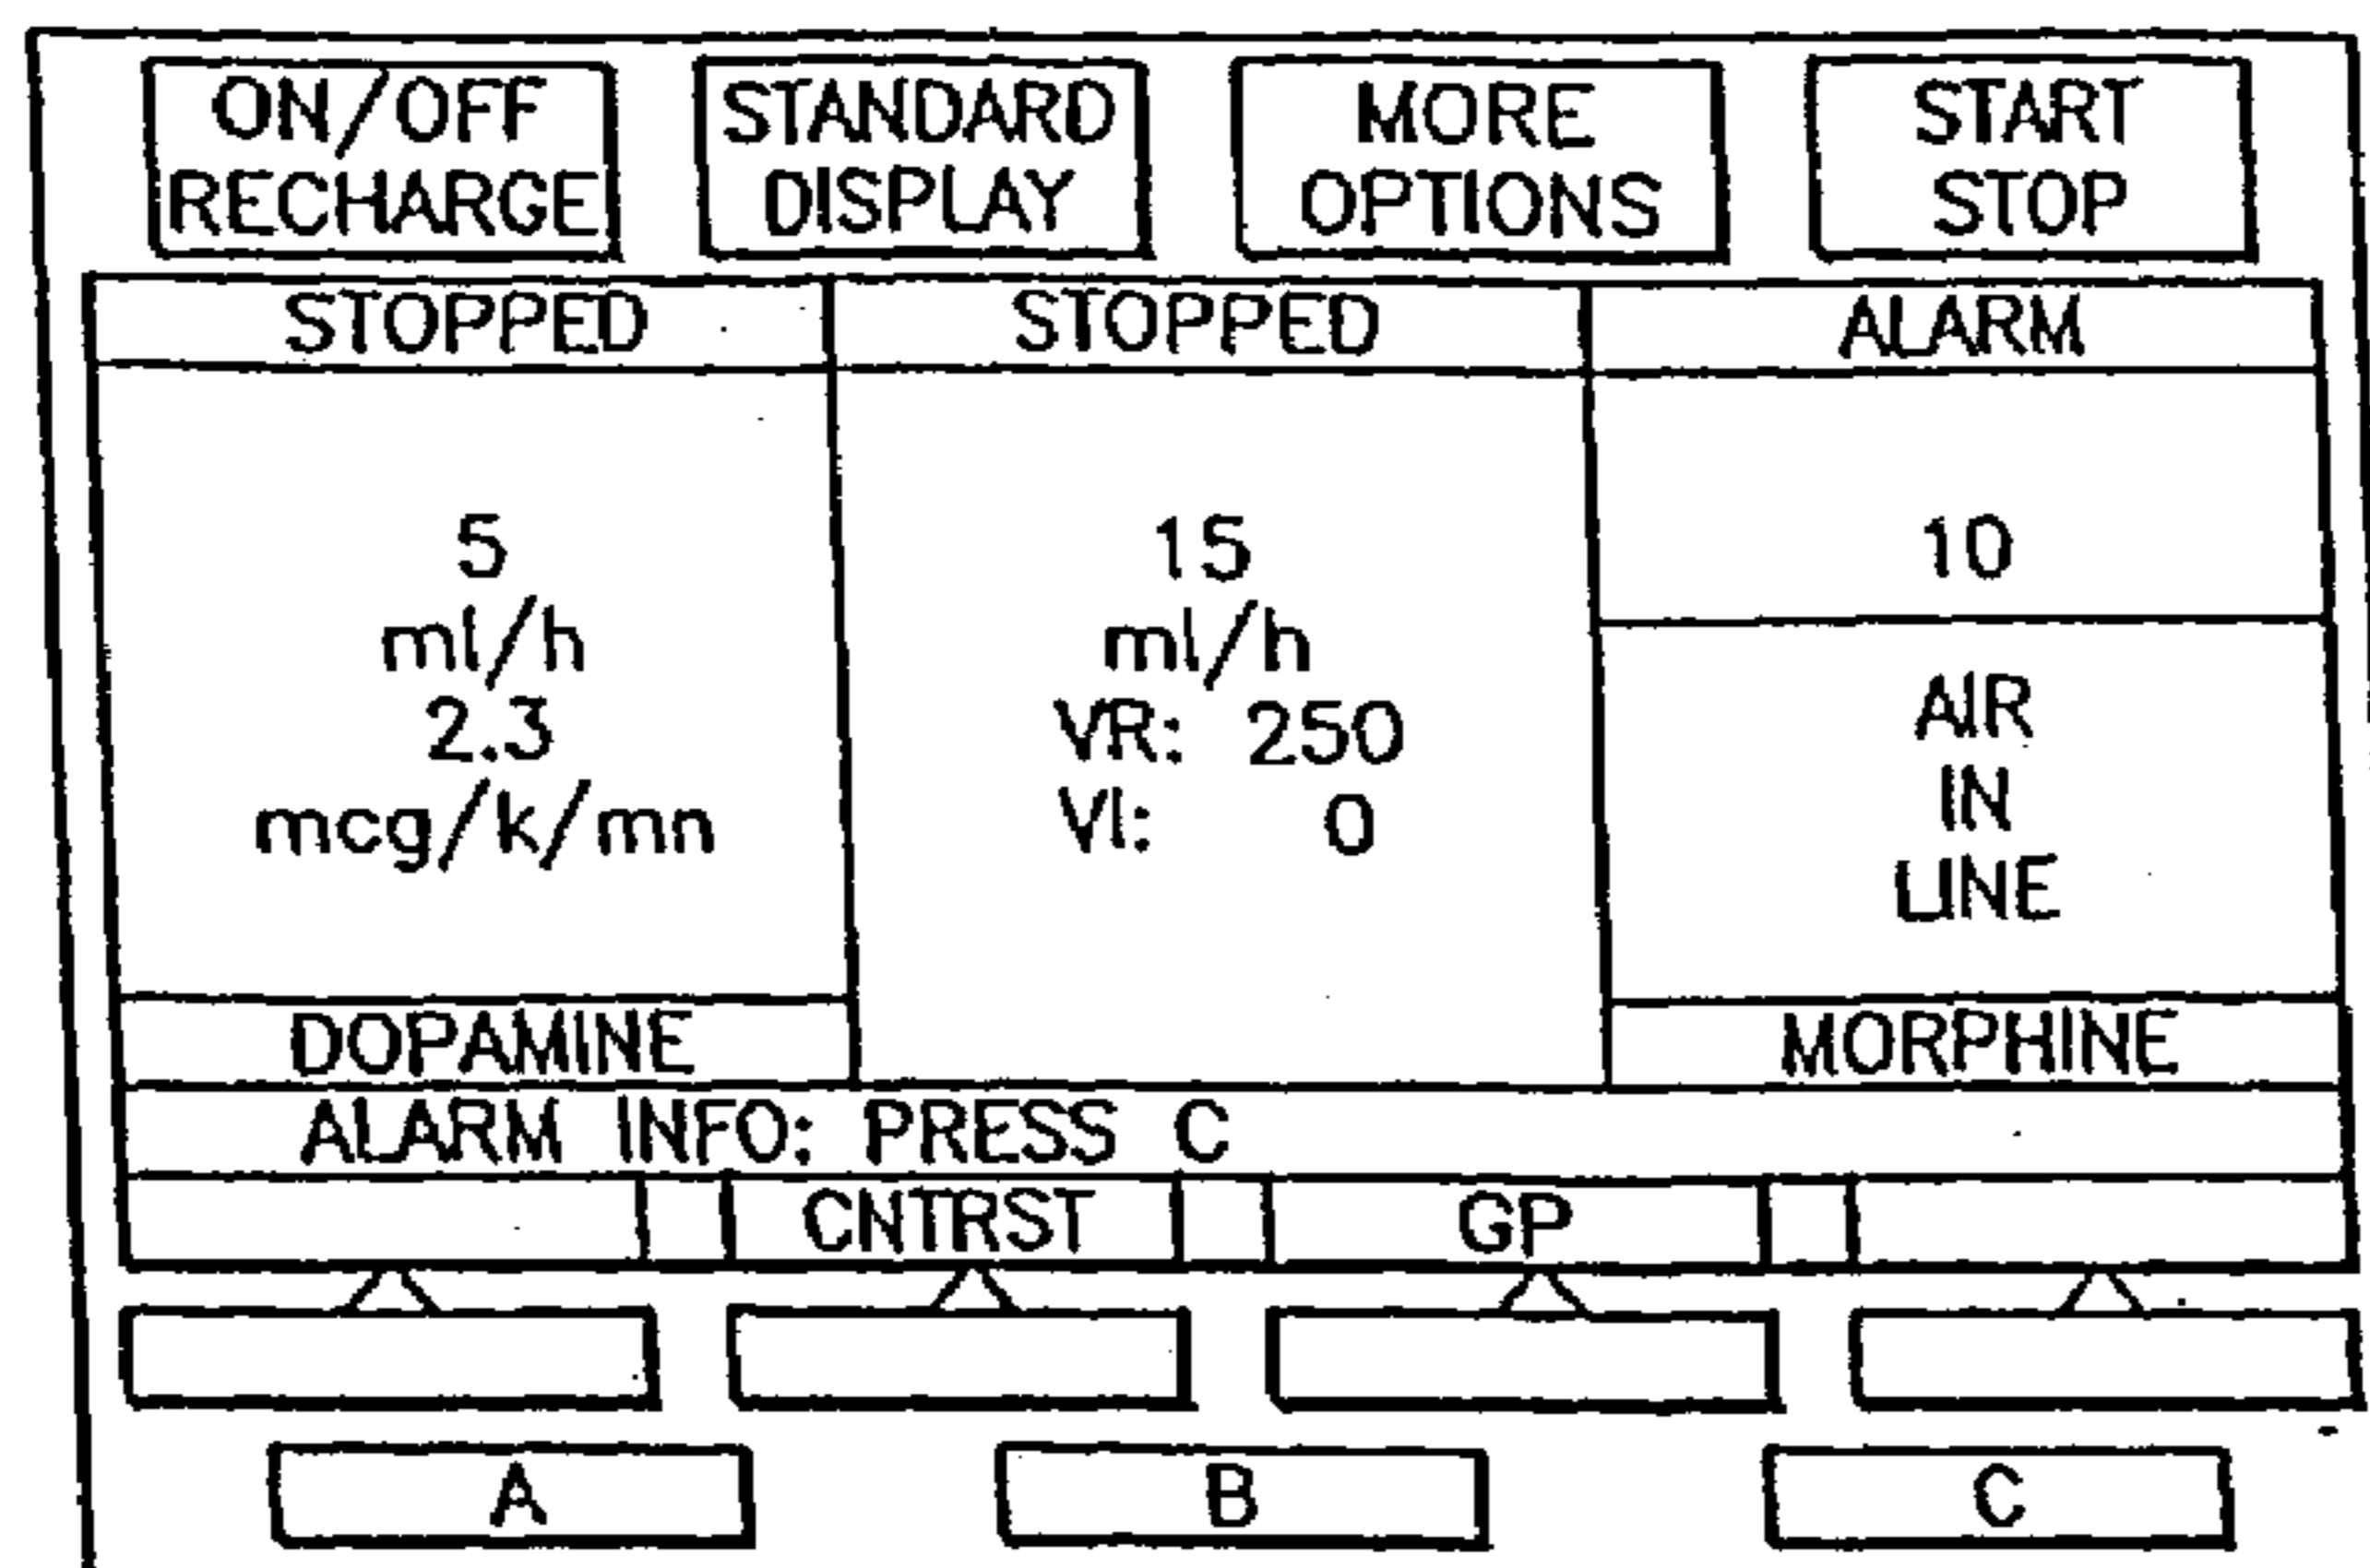 ON/OFF
RECHARGE
STANDARD
DISPLAY
MORE
OPTIONS
START
STOP
STOPPED
STOPPED
ALARM
5
ml/h
2.3
mcg/k/mn
15
ml/h
VR: 250
VI: 0
10
AIR
IN
LINE
DOPAMINE
MORPHINE
ALARM INFO: PRESS C
CNTRST
GP
A
B
C